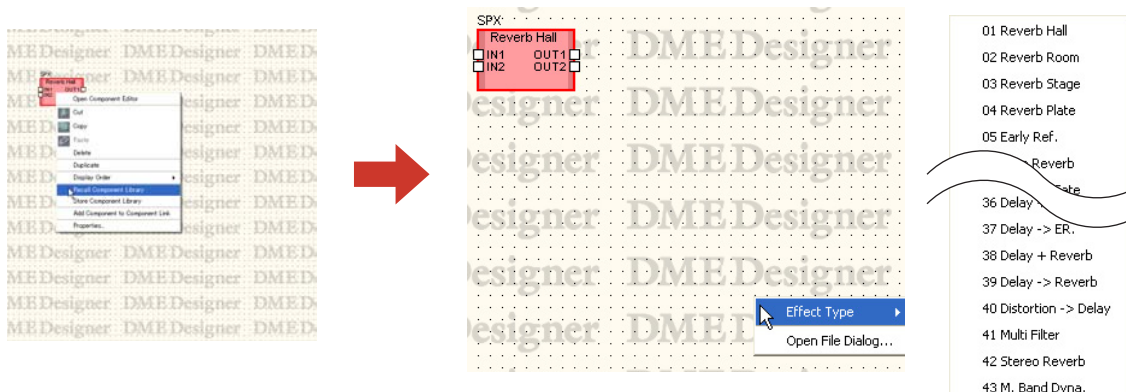 SPX
Reverb Hall
Open Component Editor
Cut
Copy
Paste
Delete
Duplicate
Display Order
Recall Component Library
Store Component Library
Add Component to Component Link
Properties...
SPX
Reverb Hall
IN1 OUT1
IN2 OUT2
DME Designer
Effect Type
Open File Dialog...
01 Reverb Hall
02 Reverb Room
03 Reverb Stage
04 Reverb Plate
05 Early Ref.
Reverb
36 Delay
37 Delay -> ER.
38 Delay + Reverb
39 Delay -> Reverb
40 Distortion -> Delay
41 Multi Filter
42 Stereo Reverb
43 M. Band Dyna.